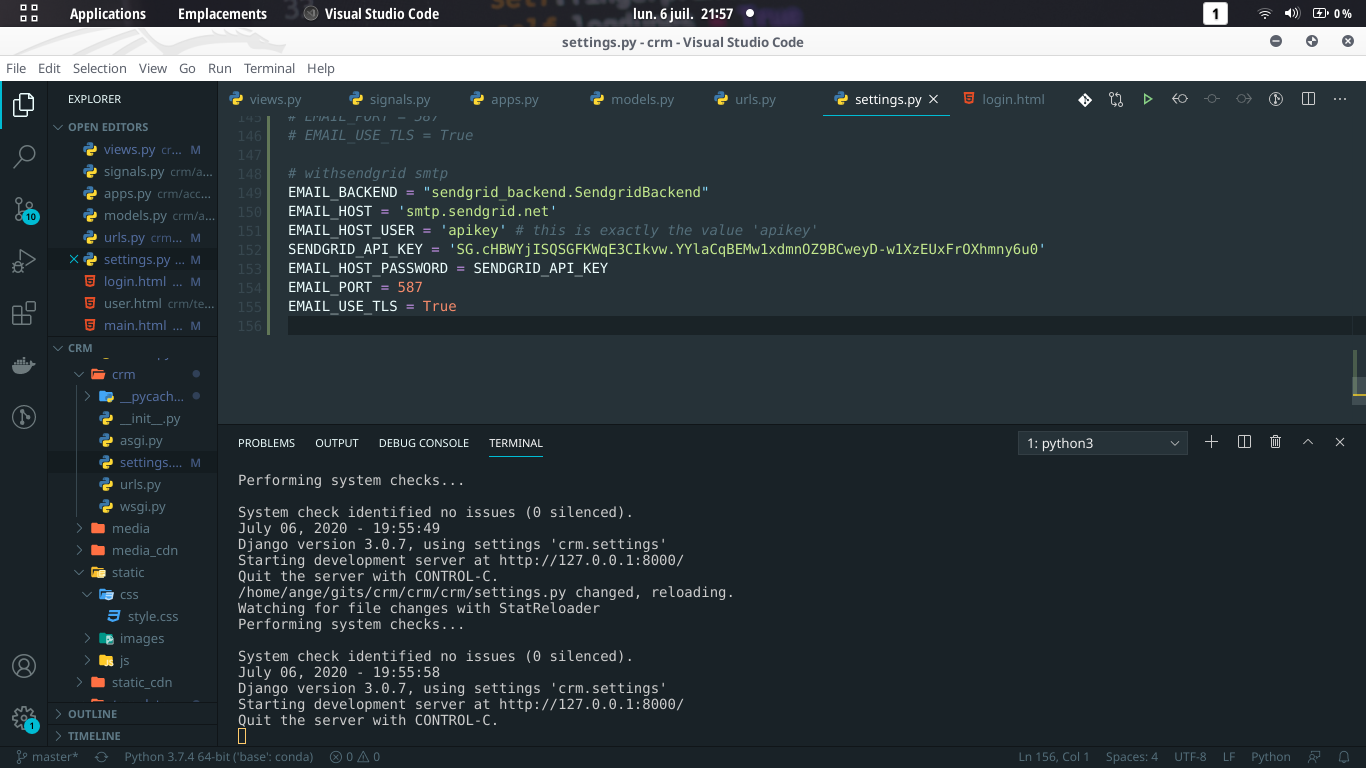 Applications Emplacements Visual Studio Code lun. 6 juil. 21:57 1 0 %
settings.py - crm - Visual Studio Code
File Edit Selection View Go Run Terminal Help
EXPLORER
OPEN EDITORS
views.py cr... M
signals.py crm/a...
apps.py crm/acc...
models.py crm/a...
urls.py crm... M
settings.py ... M
login.html ... M
user.html crm/te...
main.html ... M
CRM
crm
__pycach...
__init__.py
asgi.py
settings.... M
urls.py
wsgi.py
media
media_cdn
static
css
style.css
images
js
static_cdn
OUTLINE
TIMELINE
10
1
views.py signals.py apps.py models.py urls.py settings.py login.html
145 # EMAIL_PORT = 587
146 # EMAIL_USE_TLS = True
147
148 # withsendgrid smtp
149 EMAIL_BACKEND = "sendgrid_backend.SendgridBackend"
150 EMAIL_HOST = 'smtp.sendgrid.net'
151 EMAIL_HOST_USER = 'apikey' # this is exactly the value 'apikey'
152 SENDGRID_API_KEY = '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'
153 EMAIL_HOST_PASSWORD = SENDGRID_API_KEY
154 EMAIL_PORT = 587
155 EMAIL_USE_TLS = True
156
PROBLEMS OUTPUT DEBUG CONSOLE TERMINAL 1: python3
Performing system checks...
System check identified no issues (0 silenced).
July 06, 2020 - 19:55:49
Django version 3.0.7, using settings 'crm.settings'
Starting development server at http://127.0.0.1:8000/
Quit the server with CONTROL-C.
/home/ange/gits/crm/crm/crm/settings.py changed, reloading.
Watching for file changes with StatReloader
Performing system checks...
System check identified no issues (0 silenced).
July 06, 2020 - 19:55:58
Django version 3.0.7, using settings 'crm.settings'
Starting development server at http://127.0.0.1:8000/
Quit the server with CONTROL-C.
master* Python 3.7.4 64-bit ('base': conda) 0 0 Ln 156, Col 1 Spaces: 4 UTF-8 LF Python